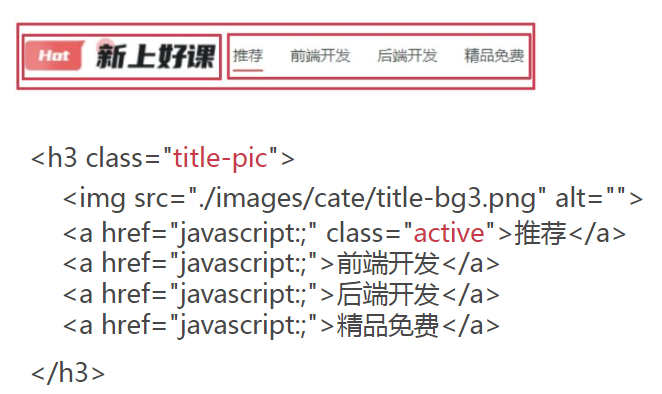 Hot 新上好课 推荐 前端开发 后端开发 精品免费
<h3 class="title-pic">
<img src="./images/cate/title-bg3.png" alt="">
<a href="javascript:;" class="active">推荐</a>
<a href="javascript:;">前端开发</a>
<a href="javascript:;">后端开发</a>
<a href="javascript:;">精品免费</a>
</h3>